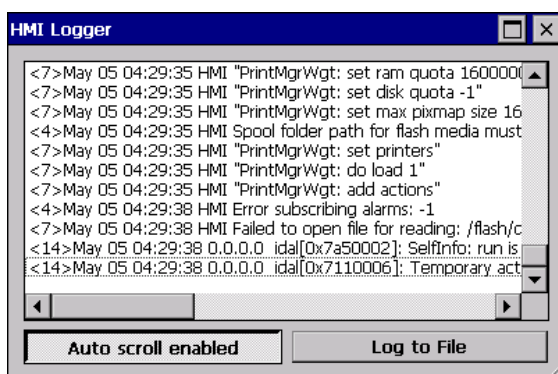 HMI Logger
<7>May 05 04:29:35 HMI "PrintMgrWgt: set ram quota 1600000
<7>May 05 04:29:35 HMI "PrintMgrWgt: set disk quota -1"
<7>May 05 04:29:35 HMI "PrintMgrWgt: set max pixmap size 16
<4>May 05 04:29:35 HMI Spool folder path for flash media must
<7>May 05 04:29:35 HMI "PrintMgrWgt: set printers"
<7>May 05 04:29:35 HMI "PrintMgrWgt: do load 1"
<7>May 05 04:29:35 HMI "PrintMgrWgt: add actions"
<4>May 05 04:29:38 HMI Error subscribing alarms: -1
<7>May 05 04:29:38 HMI Failed to open file for reading: /flash/c
<14>May 05 04:29:38 0.0.0.0 idal[0x7a50002]: SelfInfo: run is
<14>May 05 04:29:38 0.0.0.0 idal[0x7110006]: Temporary act
Auto scroll enabled
Log to File